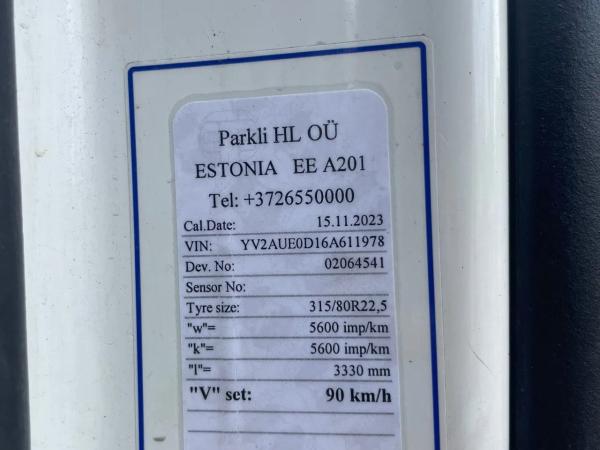 Parkli HL OÜ
ESTONIA EE A201
Tel: +3726550000
Cal.Date: 15.11.2023
VIN: YV2AUE0D16A611978
Dev. No: 02064541
Sensor No:
Tyre size: 315/80R22,5
"w"= 5600 imp/km
"k"= 5600 imp/km
"l"= 3330 mm
"V" set: 90 km/h